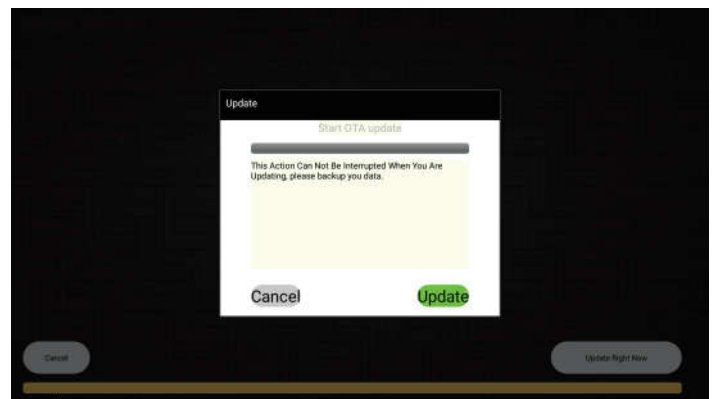 Update
Start OTA update
This Action Can Not Be Interrupted When You Are
Updating, please backup you data.
Cancel
Update
Cancel
Update Right Now